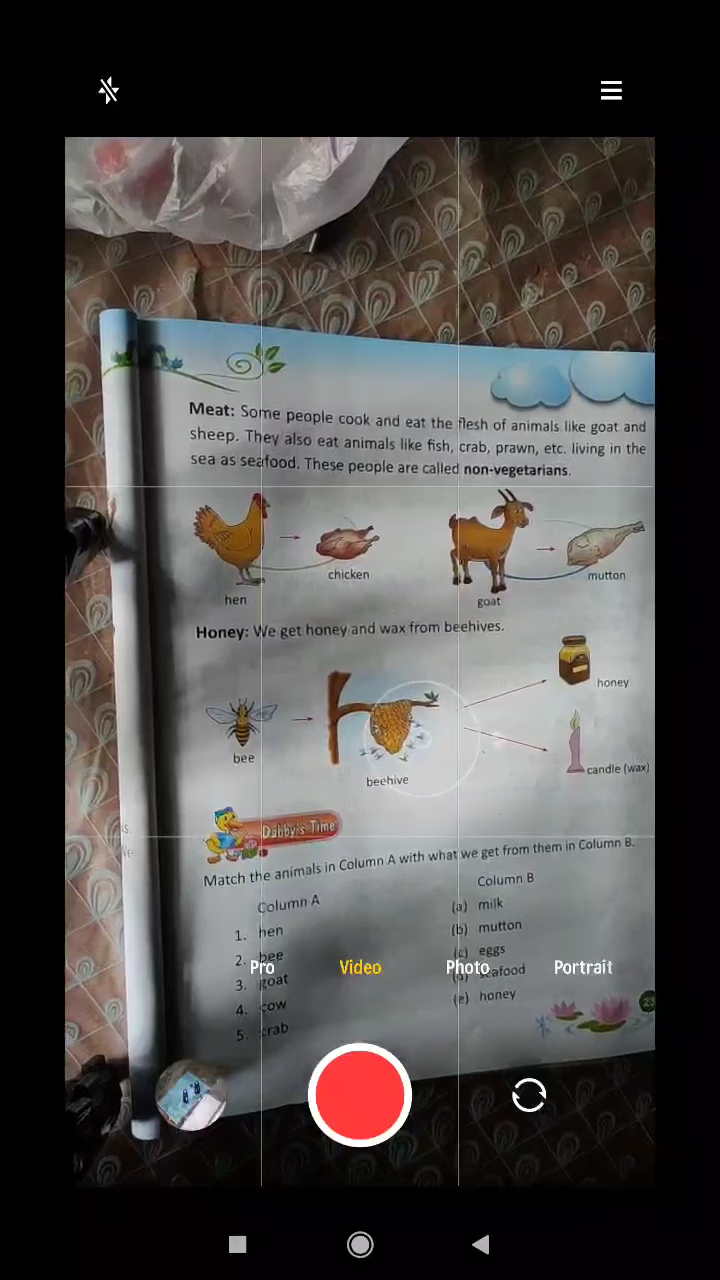 Meat: Some people cook and eat the flesh of animals like goat and
sheep. They also eat animals like fish, crab, prawn, etc. living in the
sea as seafood. These people are called non-vegetarians.
chicken
mutton
hen
goat
Honey: We get honey and wax from beehives.
honey
bee
candle (wax)
beehive
Dabby's Time
Match the animals in Column A with what we get from them in Column B.
Column A Column B
1. hen (a) milk
2. bee (b) mutton
3. goat (c) eggs
4. cow (d) seafood
5. crab (e) honey
23
Pro Video Photo Portrait